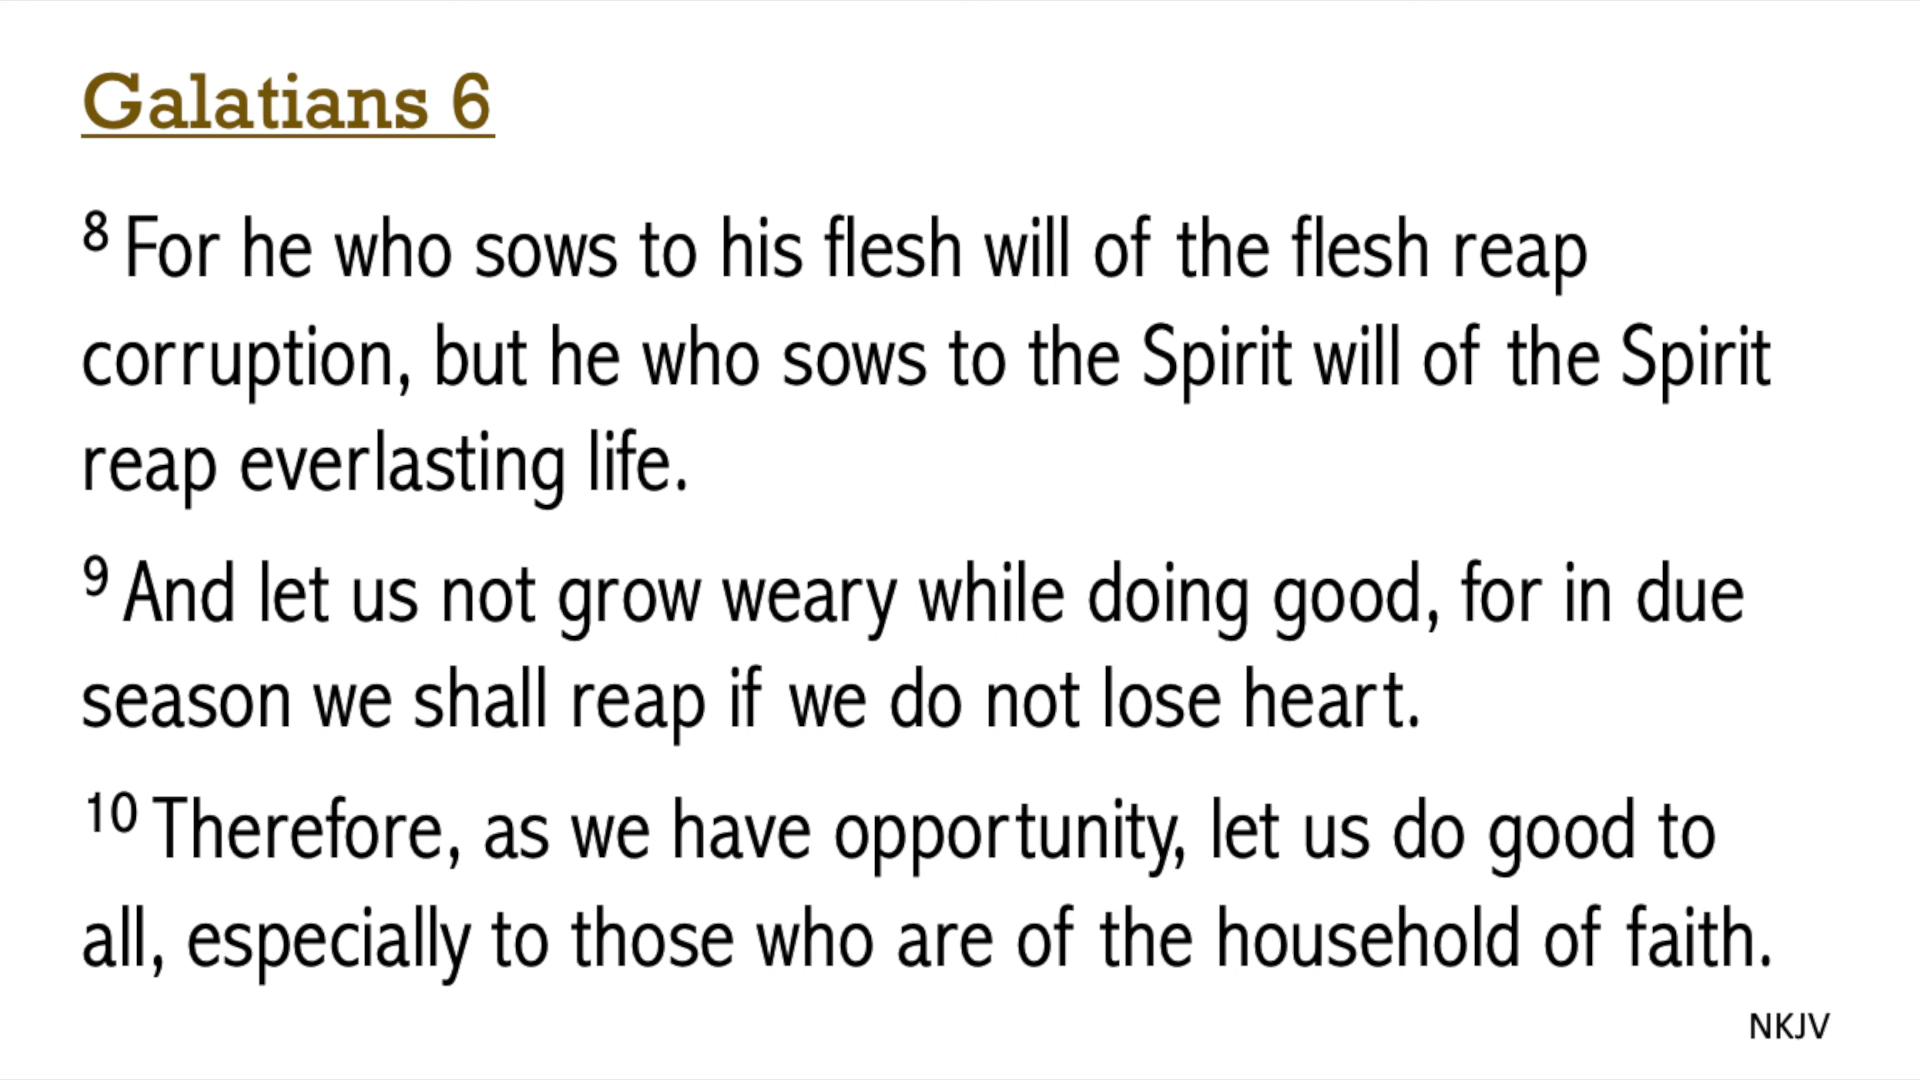 Galatians 6
8 For he who sows to his flesh will of the flesh reap
corruption, but he who sows to the Spirit will of the Spirit
reap everlasting life.
9 And let us not grow weary while doing good, for in due
season we shall reap if we do not lose heart.
10 Therefore, as we have opportunity, let us do good to
all, especially to those who are of the household of faith.
NKJV